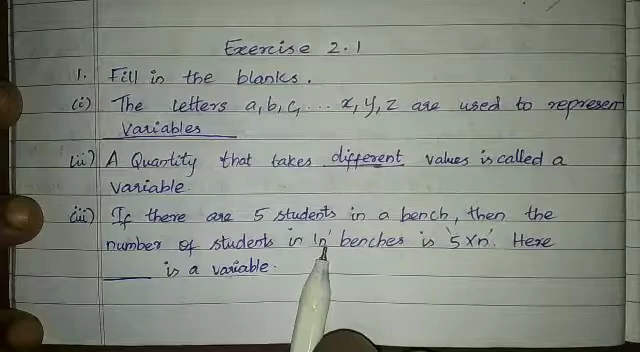 Exercise 2.1
1. Fill in the blanks.
(i) The letters a, b, c, ... x, y, z are used to represent
Variables
(ii) A Quantity that takes different values is called a
variable.
(iii) If there are 5 students in a bench, then the
number of students in 'n' benches is '5 x n'. Here
____ is a variable.